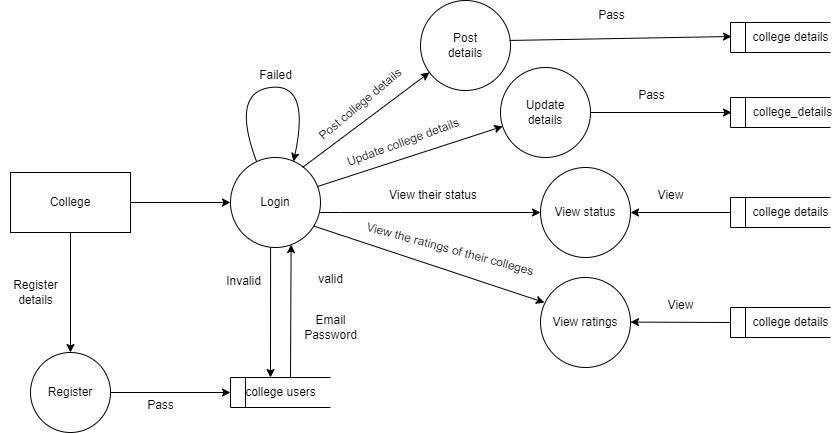 Pass
Post
details
college details
Failed
Post college details
Update
details
Pass
college_details
Update college details
College
Login
View their status
View status
View
college details
View the ratings of their colleges
Register
details
Invalid
valid
Email
Password
View ratings
View
college details
Register
Pass
college users